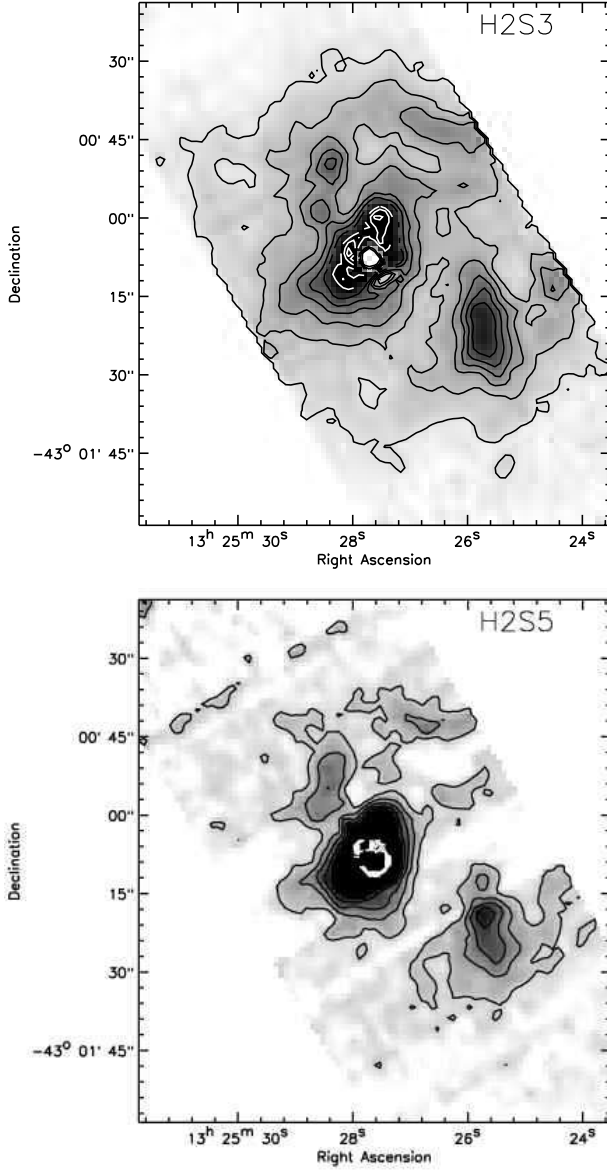 H2S3
30"
00' 45"
00"
15"
30"
−43° 01' 45"
Declination
13ʰ 25ᵐ 30ˢ 28ˢ 26ˢ 24ˢ
Right Ascension
H2S5
30"
00' 45"
00"
15"
30"
−43° 01' 45"
Declination
13ʰ 25ᵐ 30ˢ 28ˢ 26ˢ 24ˢ
Right Ascension